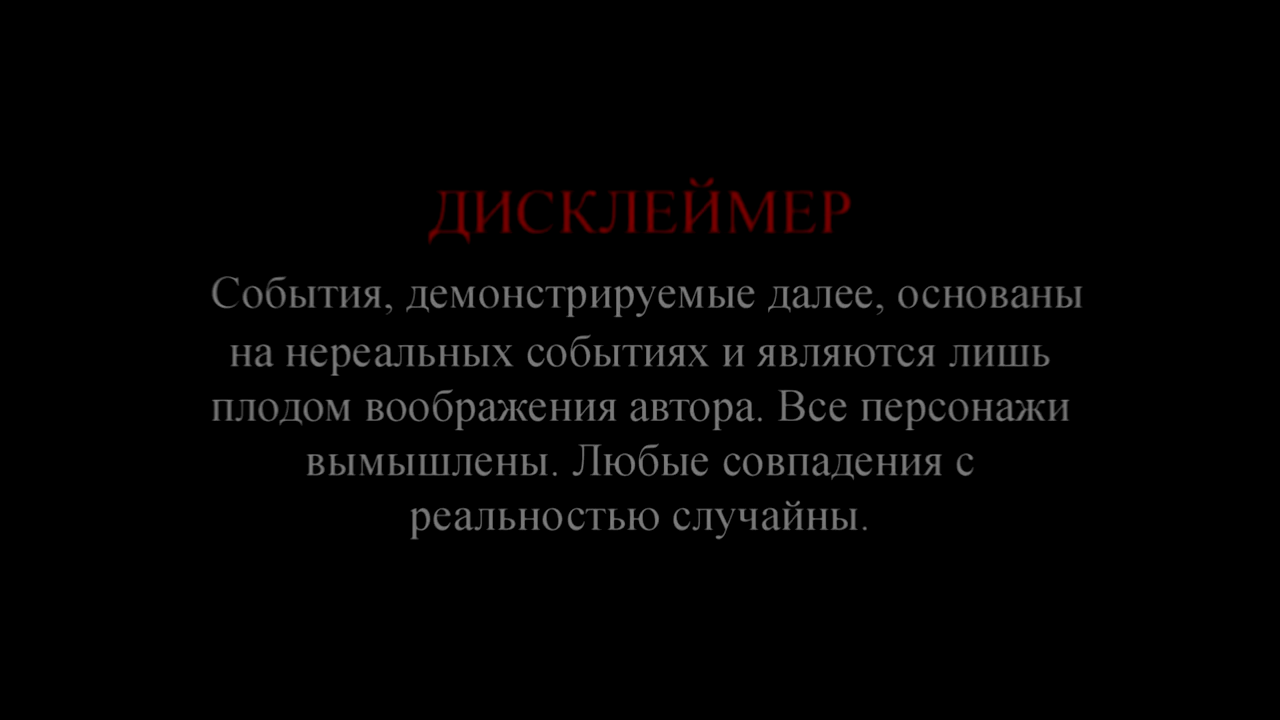 ДИСКЛЕЙМЕР
События, демонстрируемые далее, основаны
на нереальных событиях и являются лишь
плодом воображения автора. Все персонажи
вымышлены. Любые совпадения с
реальностью случайны.